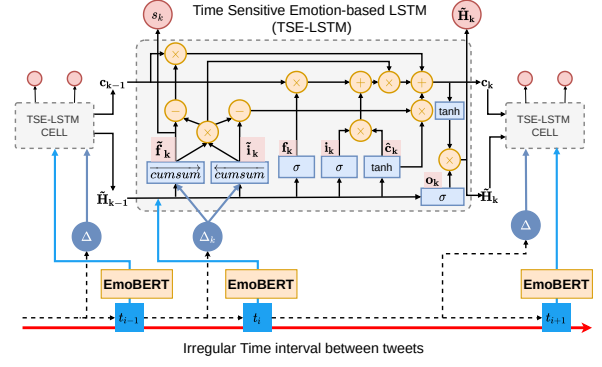 s_k
Time Sensitive Emotion-based LSTM
(TSE-LSTM)
H̃_k
c_{k-1}
c_k
TSE-LSTM
CELL
TSE-LSTM
CELL
× × × + × +
− × − ×
tanh
× ×
f̃_k ĩ_k f_k i_k ĉ_k
cumsum cumsum σ σ tanh
o_k
σ
H̃_{k-1}
H̃_k
Δ Δ_k Δ
EmoBERT EmoBERT EmoBERT
t_{i-1} t_i t_{i+1}
Irregular Time interval between tweets